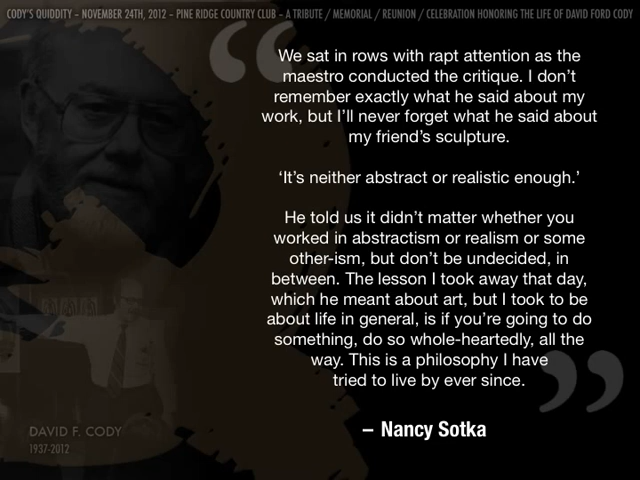 CODY'S QUIDDITY – NOVEMBER 24TH, 2012 – PINE RIDGE COUNTRY CLUB – A TRIBUTE / MEMORIAL / REUNION / CELEBRATION HONORING THE LIFE OF DAVID FORD CODY
“
We sat in rows with rapt attention as the
maestro conducted the critique. I don’t
remember exactly what he said about my
work, but I’ll never forget what he said about
my friend’s sculpture.
‘It’s neither abstract or realistic enough.’
He told us it didn’t matter whether you
worked in abstractism or realism or some
other-ism, but don’t be undecided, in
between. The lesson I took away that day,
which he meant about art, but I took to be
about life in general, is if you’re going to do
something, do so whole-heartedly, all the
way. This is a philosophy I have
tried to live by ever since.
”
– Nancy Sotka
DAVID F. CODY
1937-2012